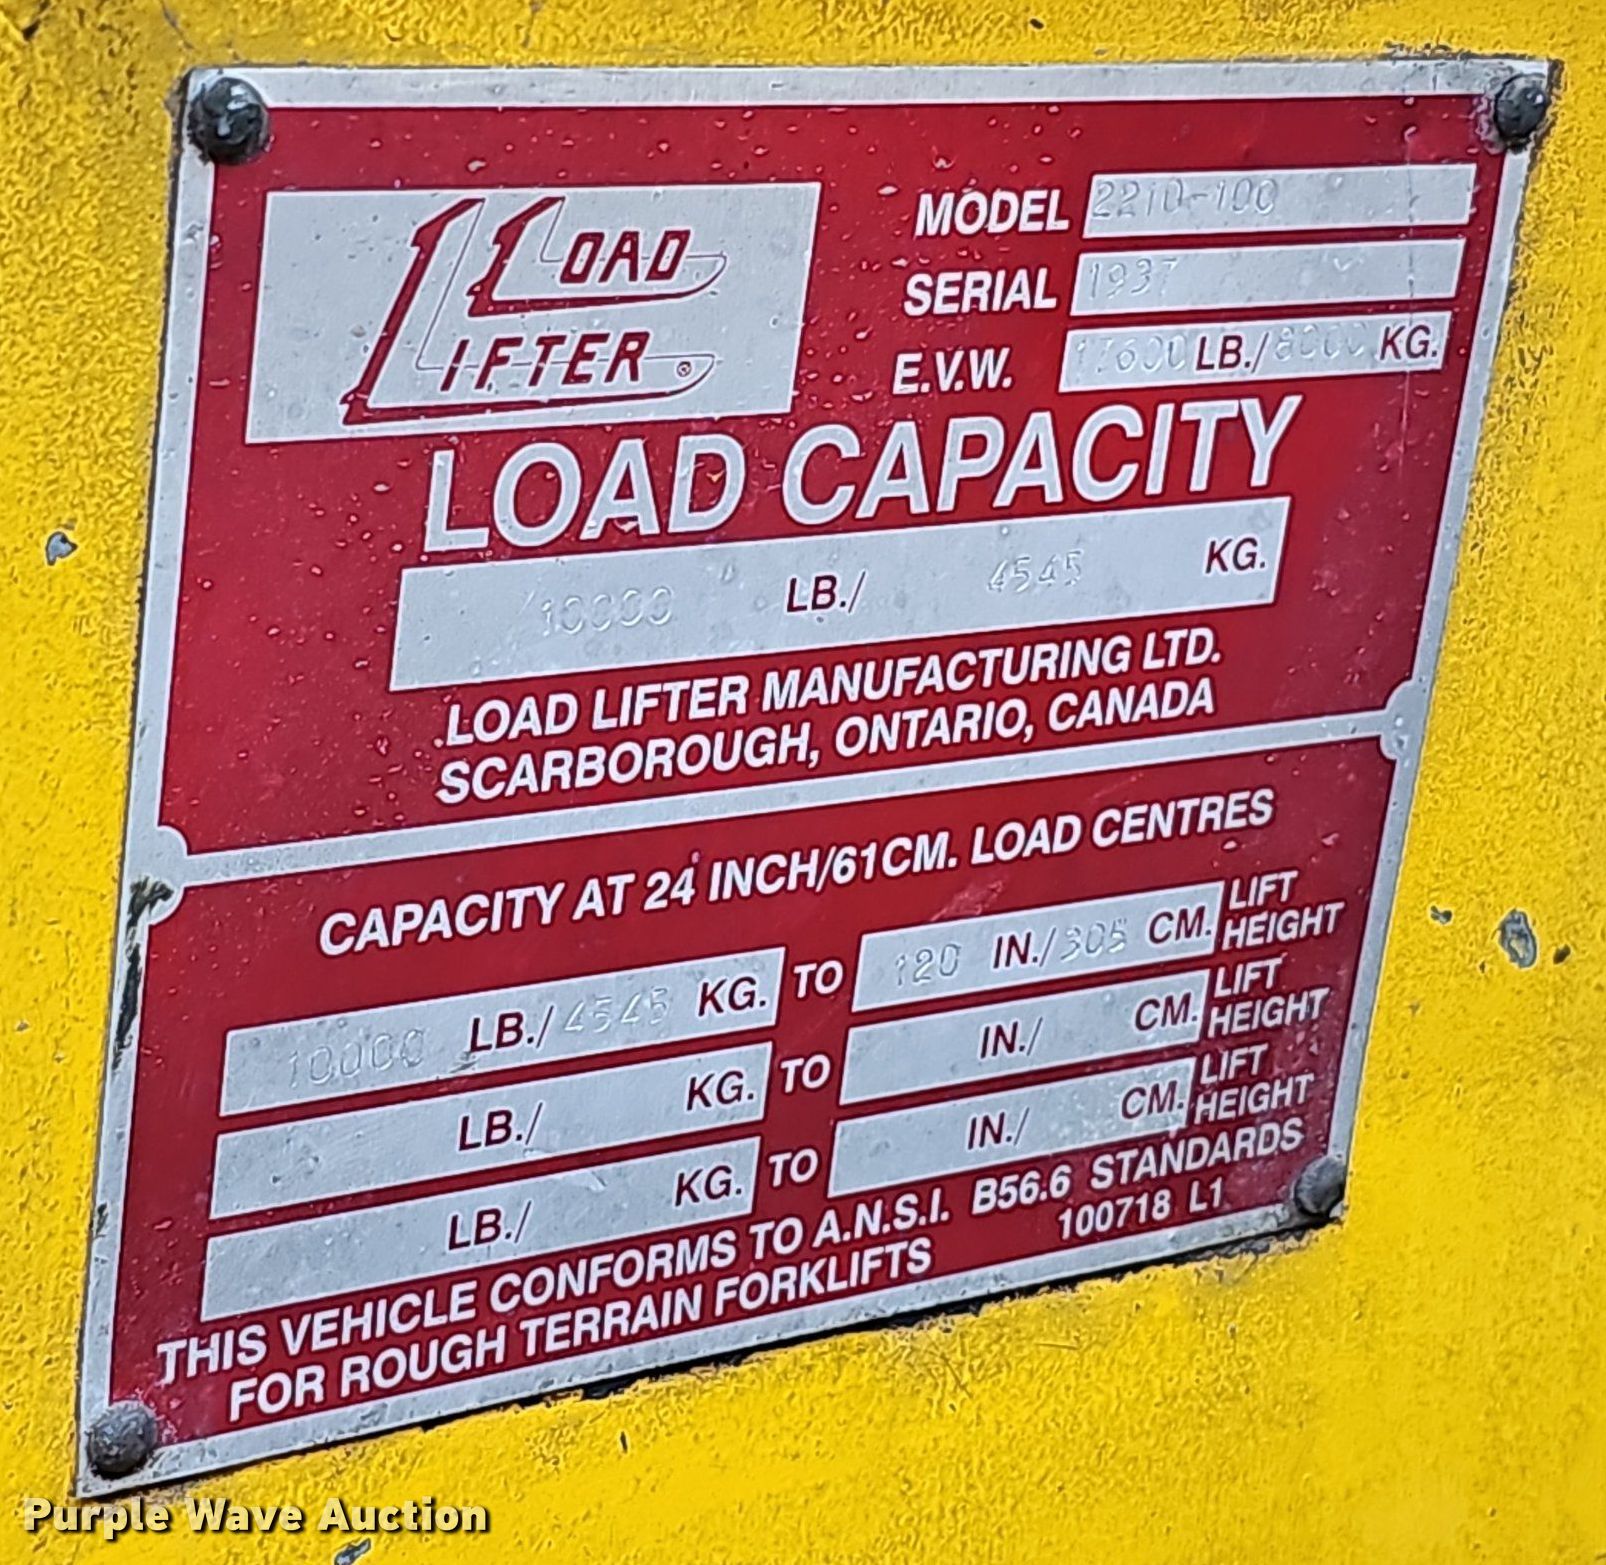 LOAD
LIFTER ®
MODEL 2210-100
SERIAL 1937
E.V.W. 17600 LB./8000 KG.
LOAD CAPACITY
10000 LB./ 4545 KG.
LOAD LIFTER MANUFACTURING LTD.
SCARBOROUGH, ONTARIO, CANADA
CAPACITY AT 24 INCH/61CM. LOAD CENTRES
10000 LB./4545 KG. TO 120 IN./305 CM. LIFT HEIGHT
LB./ KG. TO IN./ CM. LIFT HEIGHT
LB./ KG. TO IN./ CM. LIFT HEIGHT
THIS VEHICLE CONFORMS TO A.N.S.I. B56.6 STANDARDS
FOR ROUGH TERRAIN FORKLIFTS 100718 L1
Purple Wave Auction